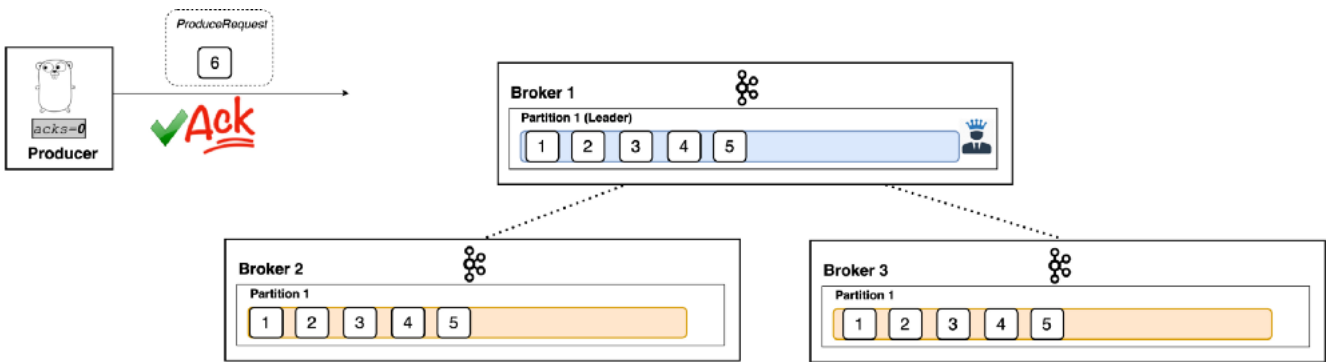 ProduceRequest
6
acks=0
Producer
Ack
Broker 1
Partition 1 (Leader)
1 2 3 4 5
Broker 2
Partition 1
1 2 3 4 5
Broker 3
Partition 1
1 2 3 4 5